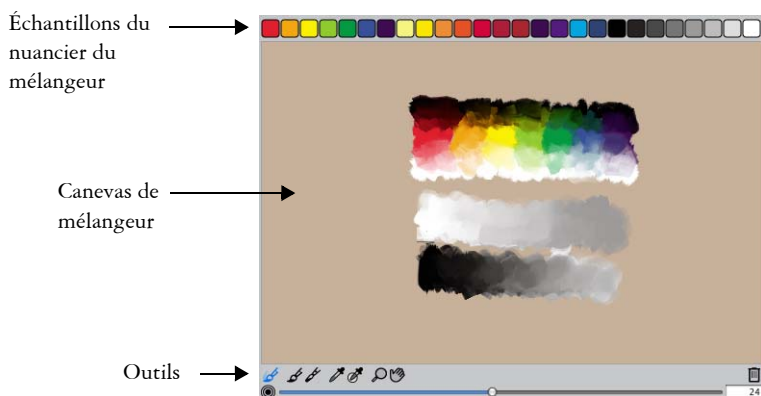 Échantillons du
nuancier du
mélangeur
Canevas de
mélangeur
Outils
24